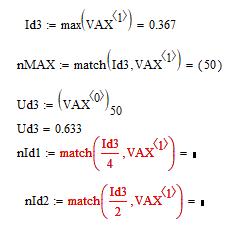 Id3 := max(VAX⟨1⟩) = 0.367
nMAX := match(Id3, VAX⟨1⟩) = (50)
Ud3 := (VAX⟨0⟩)50
Ud3 = 0.633
nId1 := match(Id3/4, VAX⟨1⟩) = ▪
nId2 := match(Id3/2, VAX⟨1⟩) = ▪